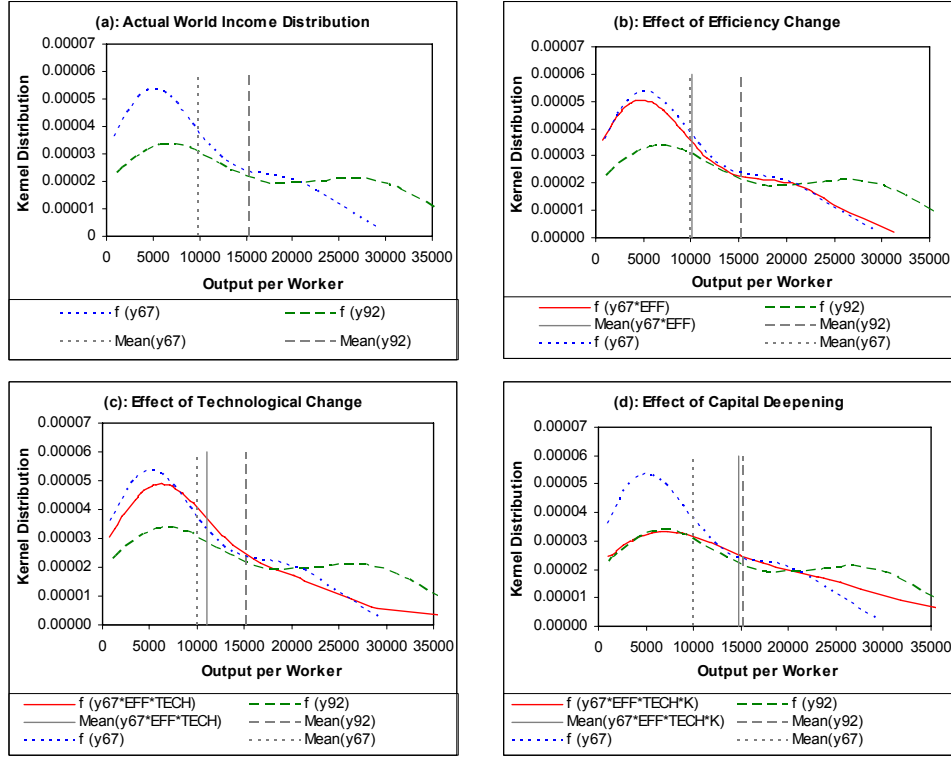 (a): Actual World Income Distribution
Kernel Distribution
0.00007
0.00006
0.00005
0.00004
0.00003
0.00002
0.00001
0
0 5000 10000 15000 20000 25000 30000 35000
Output per Worker
f (y67) f (y92)
Mean(y67) Mean(y92)
(b): Effect of Efficiency Change
Kernel Distribution
0.00007
0.00006
0.00005
0.00004
0.00003
0.00002
0.00001
0.00000
0 5000 10000 15000 20000 25000 30000 35000
Output per Worker
f (y67*EFF) f (y92)
Mean(y67*EFF) Mean(y92)
f (y67) Mean(y67)
(c): Effect of Technological Change
Kernel Distribution
0.00007
0.00006
0.00005
0.00004
0.00003
0.00002
0.00001
0.00000
0 5000 10000 15000 20000 25000 30000 35000
Output per Worker
f (y67*EFF*TECH) f (y92)
Mean(y67*EFF*TECH) Mean(y92)
f (y67) Mean(y67)
(d): Effect of Capital Deepening
Kernel Distribution
0.00007
0.00006
0.00005
0.00004
0.00003
0.00002
0.00001
0.00000
0 5000 10000 15000 20000 25000 30000 35000
Output per Worker
f (y67*EFF*TECH*K) f (y92)
Mean(y67*EFF*TECH*K) Mean(y92)
f (y67) Mean(y67)